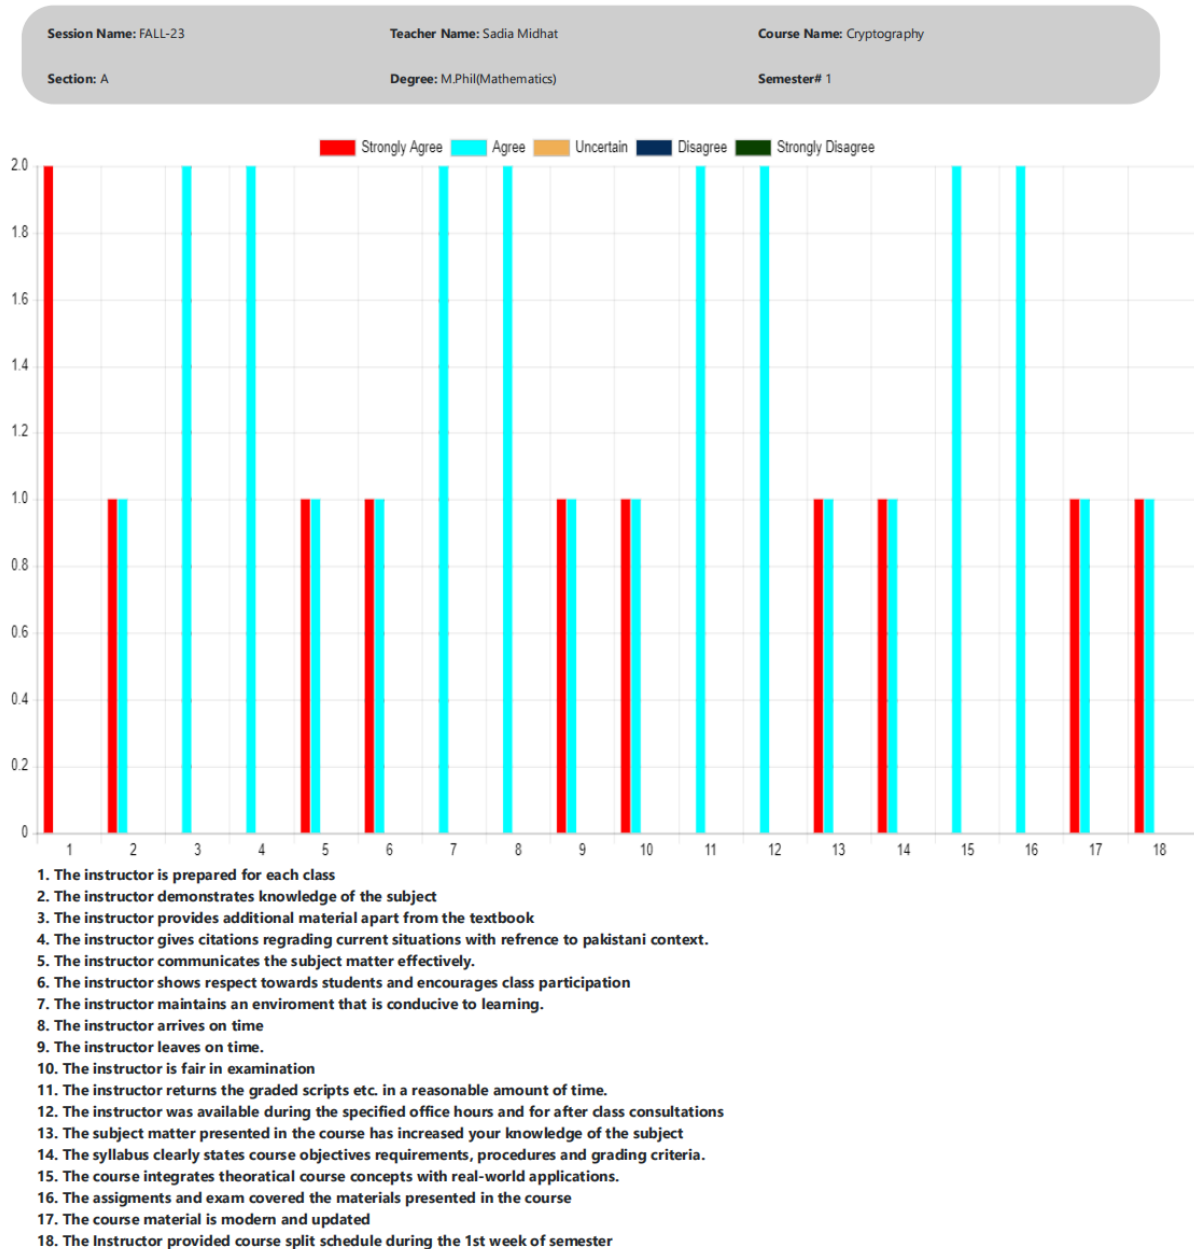 Session Name: FALL-23 Teacher Name: Sadia Midhat Course Name: Cryptography
Section: A Degree: M.Phil(Mathematics) Semester# 1
Strongly Agree Agree Uncertain Disagree Strongly Disagree
2.0
1.8
1.6
1.4
1.2
1.0
0.8
0.6
0.4
0.2
0
1 2 3 4 5 6 7 8 9 10 11 12 13 14 15 16 17 18
1. The instructor is prepared for each class
2. The instructor demonstrates knowledge of the subject
3. The instructor provides additional material apart from the textbook
4. The instructor gives citations regrading current situations with refrence to pakistani context.
5. The instructor communicates the subject matter effectively.
6. The instructor shows respect towards students and encourages class participation
7. The instructor maintains an enviroment that is conducive to learning.
8. The instructor arrives on time
9. The instructor leaves on time.
10. The instructor is fair in examination
11. The instructor returns the graded scripts etc. in a reasonable amount of time.
12. The instructor was available during the specified office hours and for after class consultations
13. The subject matter presented in the course has increased your knowledge of the subject
14. The syllabus clearly states course objectives requirements, procedures and grading criteria.
15. The course integrates theoratical course concepts with real-world applications.
16. The assigments and exam covered the materials presented in the course
17. The course material is modern and updated
18. The Instructor provided course split schedule during the 1st week of semester